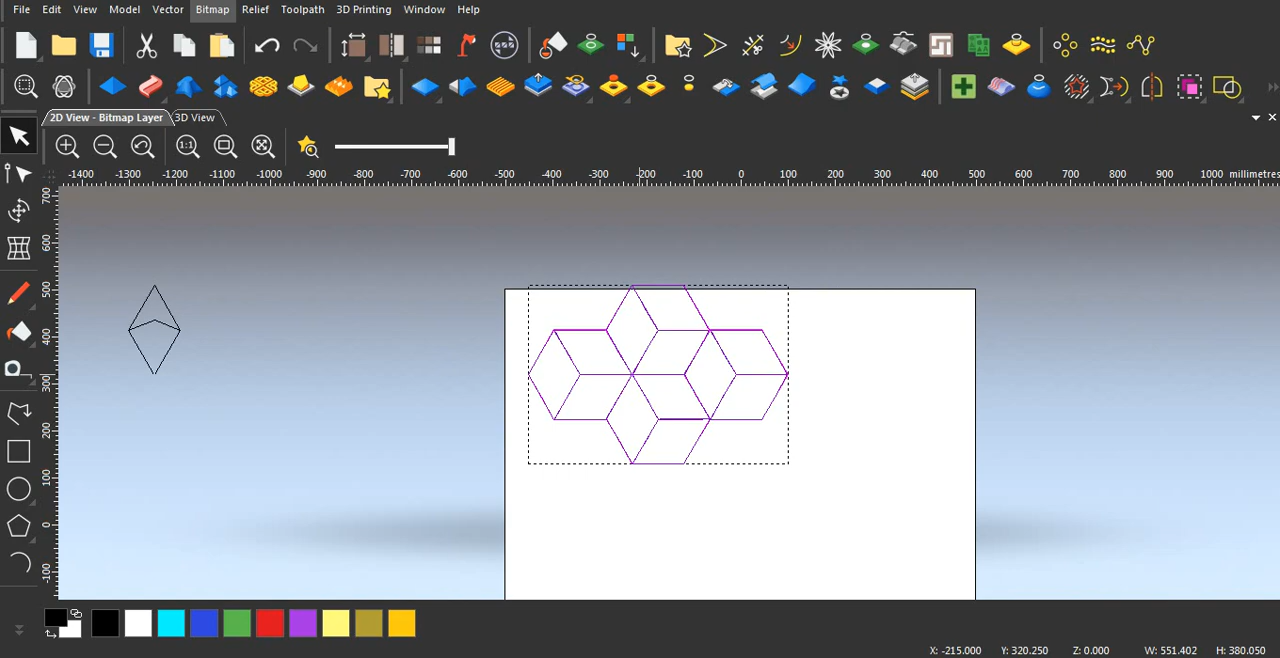 File Edit View Model Vector Bitmap Relief Toolpath 3D Printing Window Help
2D View - Bitmap Layer 3D View
1:1
-1400 -1300 -1200 -1100 -1000 -900 -800 -700 -600 -500 -400 -300 -200 -100 0 100 200 300 400 500 600 700 800 900 1000 1100 millimetres
700
600
500
400
300
200
100
0
-100
X: -215.000 Y: 320.250 Z: 0.000 W: 551.402 H: 380.050